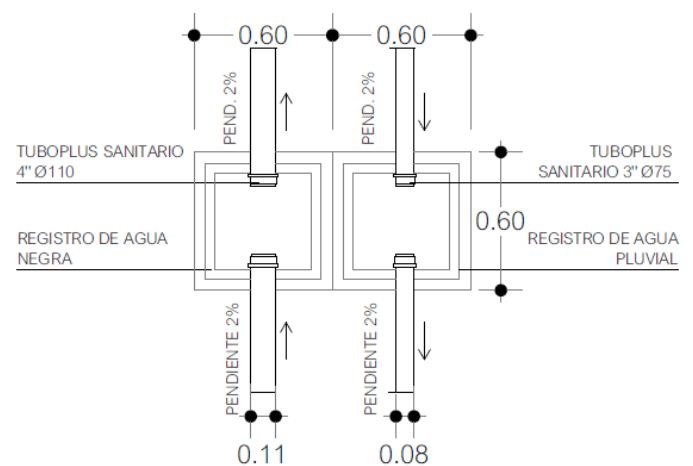 0.60
0.60
PEND. 2%
PEND. 2%
TUBOPLUS SANITARIO
4" Ø110
TUBOPLUS
SANITARIO 3" Ø75
0.60
REGISTRO DE AGUA
NEGRA
REGISTRO DE AGUA
PLUVIAL
PENDIENTE 2%
PENDIENTE 2%
0.11
0.08